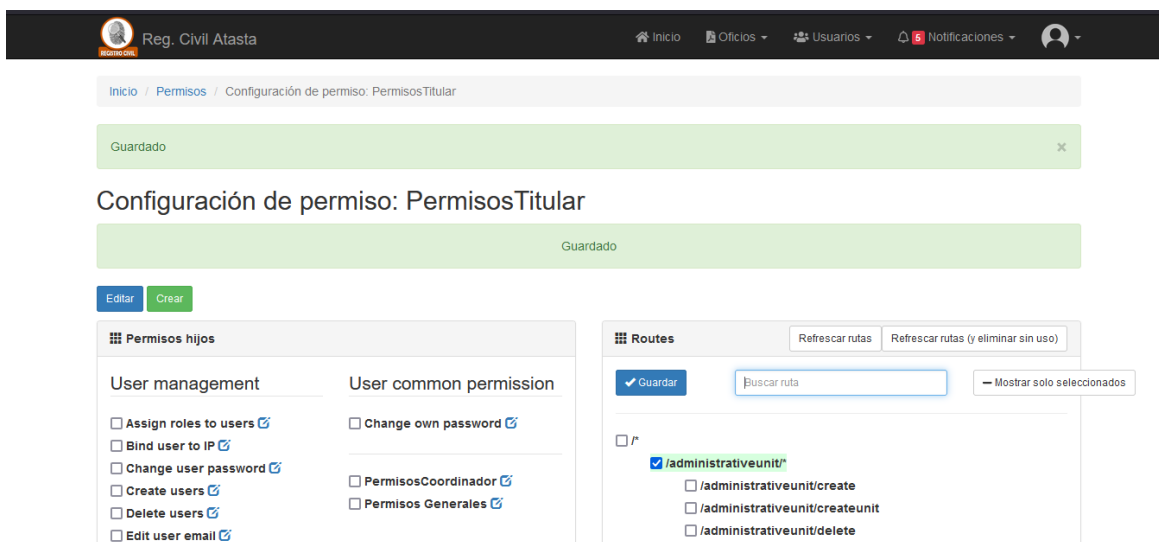 REGISTRO CIVIL
Reg. Civil Atasta
Inicio
Oficios
Usuarios
5 Notificaciones
Inicio / Permisos / Configuración de permiso: PermisosTitular
Guardado ×
Configuración de permiso: PermisosTitular
Guardado
Editar Crear
Permisos hijos
User management
Assign roles to users
Bind user to IP
Change user password
Create users
Delete users
Edit user email
User common permission
Change own password
PermisosCoordinador
Permisos Generales
Routes
Refrescar rutas
Refrescar rutas (y eliminar sin uso)
Guardar
Buscar ruta
Mostrar solo seleccionados
/*
/administrativeunit/*
/administrativeunit/create
/administrativeunit/createunit
/administrativeunit/delete